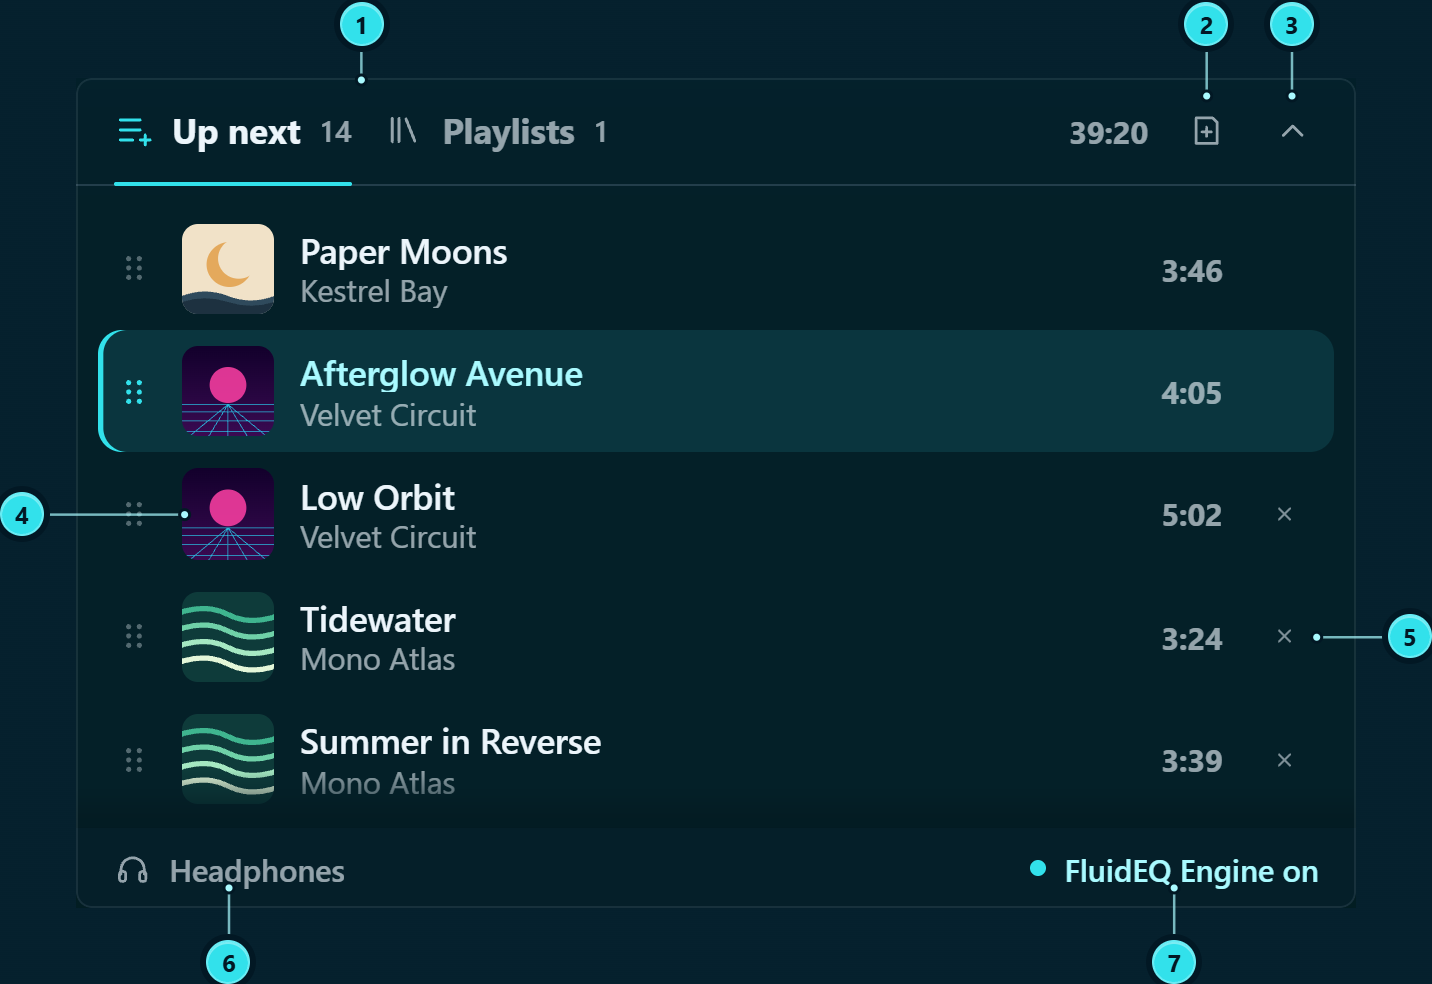 1 2 3
Up next 14 Playlists 1 39:20
Paper Moons
Kestrel Bay
3:46
Afterglow Avenue
Velvet Circuit
4:05
4
Low Orbit
Velvet Circuit
5:02
Tidewater
Mono Atlas
3:24
5
Summer in Reverse
Mono Atlas
3:39
Headphones FluidEQ Engine on
6 7